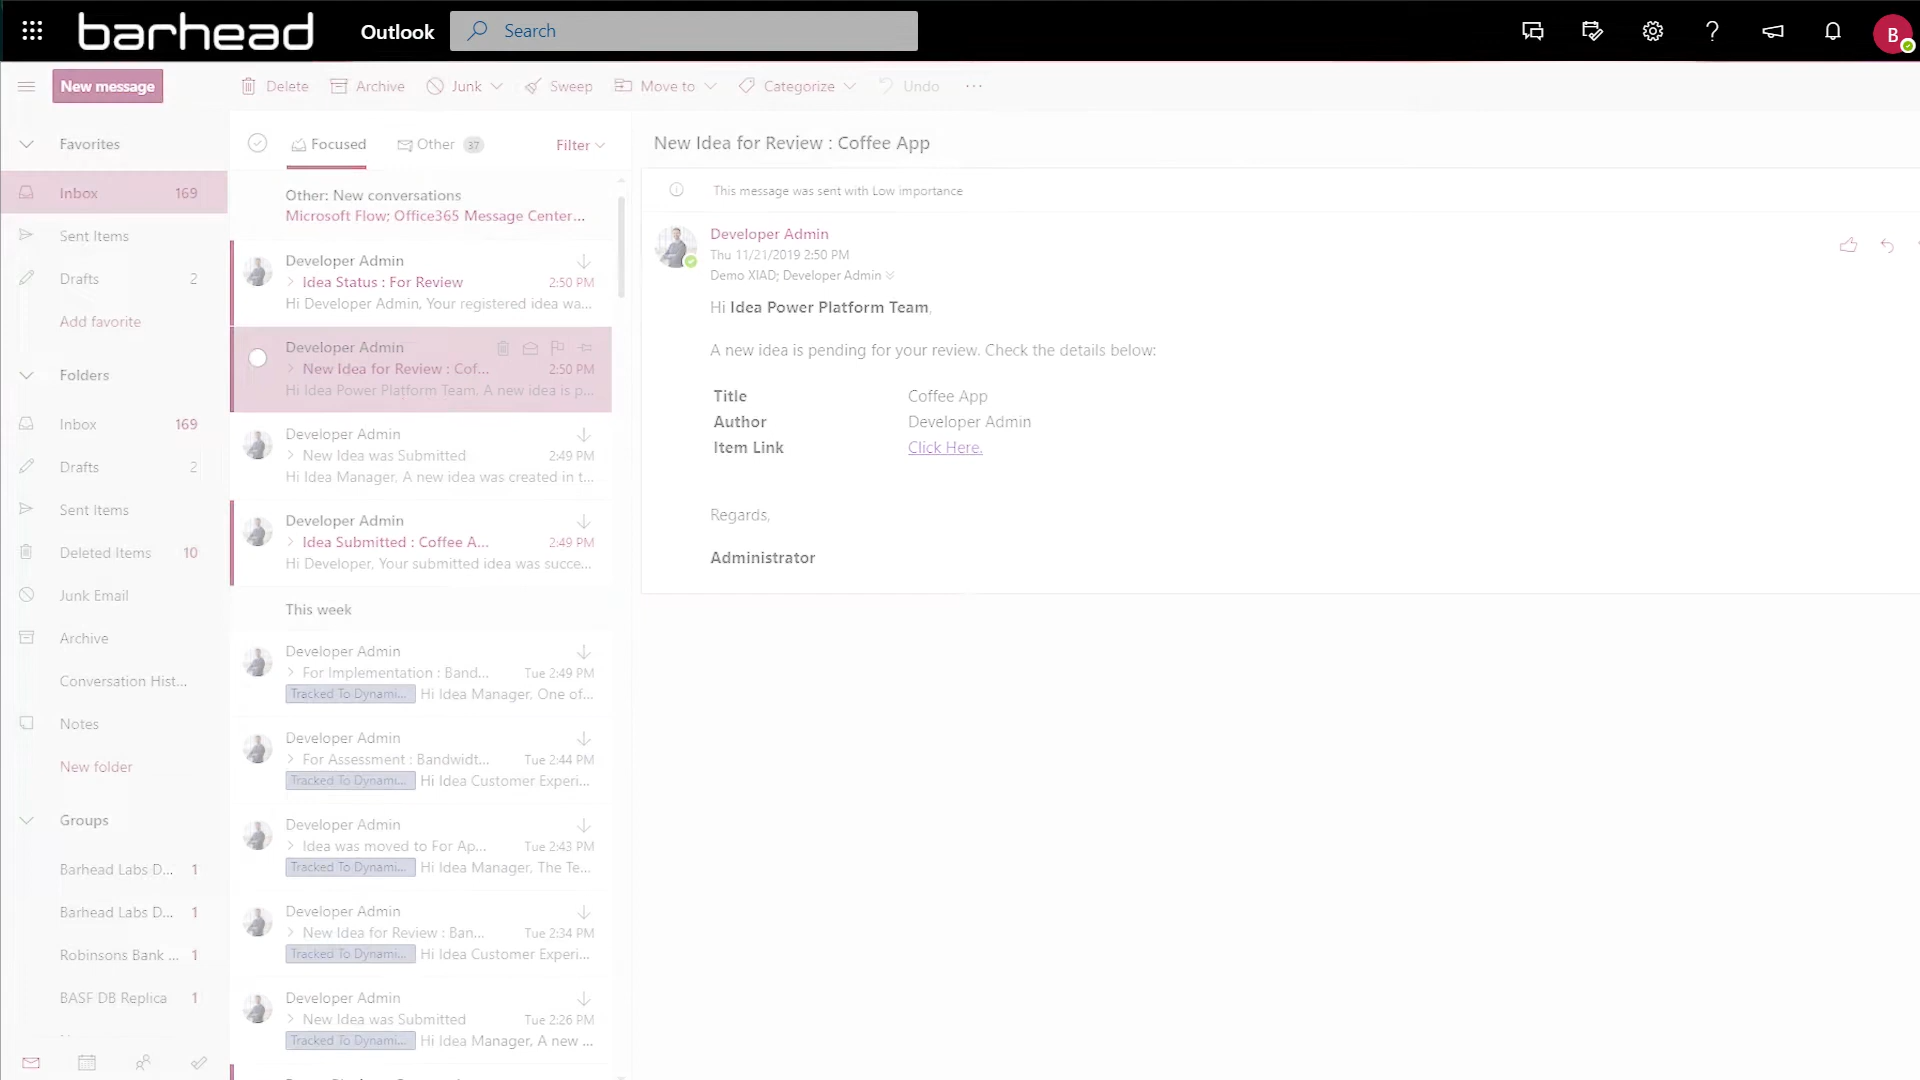 barhead
Outlook
Search
B
New message
Delete
Archive
Junk
Sweep
Move to
Categorize
Undo
Favorites
Inbox 169
Sent Items
Drafts 2
Add favorite
Folders
Inbox 169
Drafts 2
Sent Items
Deleted Items 10
Junk Email
Archive
Conversation Hist...
Notes
New folder
Groups
Barhead Labs D... 1
Barhead Labs D... 1
Robinsons Bank ... 1
BASF DB Replica 1
Focused
Other 37
Filter
Other: New conversations
Microsoft Flow; Office365 Message Center...
Developer Admin
Idea Status : For Review 2:50 PM
Hi Developer Admin, Your registered idea wa...
Developer Admin
New Idea for Review : Cof... 2:50 PM
Hi Idea Power Platform Team, A new idea is p...
Developer Admin
New Idea was Submitted 2:49 PM
Hi Idea Manager, A new idea was created in t...
Developer Admin
Idea Submitted : Coffee A... 2:49 PM
Hi Developer, Your submitted idea was succe...
This week
Developer Admin
For Implementation : Band... Tue 2:49 PM
Tracked To Dynami... Hi Idea Manager, One of...
Developer Admin
For Assessment : Bandwidt... Tue 2:44 PM
Tracked To Dynami... Hi Idea Customer Experi...
Developer Admin
Idea was moved to For Ap... Tue 2:43 PM
Tracked To Dynami... Hi Idea Manager, The Te...
Developer Admin
New Idea for Review : Ban... Tue 2:34 PM
Tracked To Dynami... Hi Idea Customer Experi...
Developer Admin
New Idea was Submitted Tue 2:26 PM
Tracked To Dynami... Hi Idea Manager, A new ...
New Idea for Review : Coffee App
This message was sent with Low importance
Developer Admin
Thu 11/21/2019 2:50 PM
Demo XIAD; Developer Admin
Hi Idea Power Platform Team,
A new idea is pending for your review. Check the details below:
Title Coffee App
Author Developer Admin
Item Link Click Here.
Regards,
Administrator